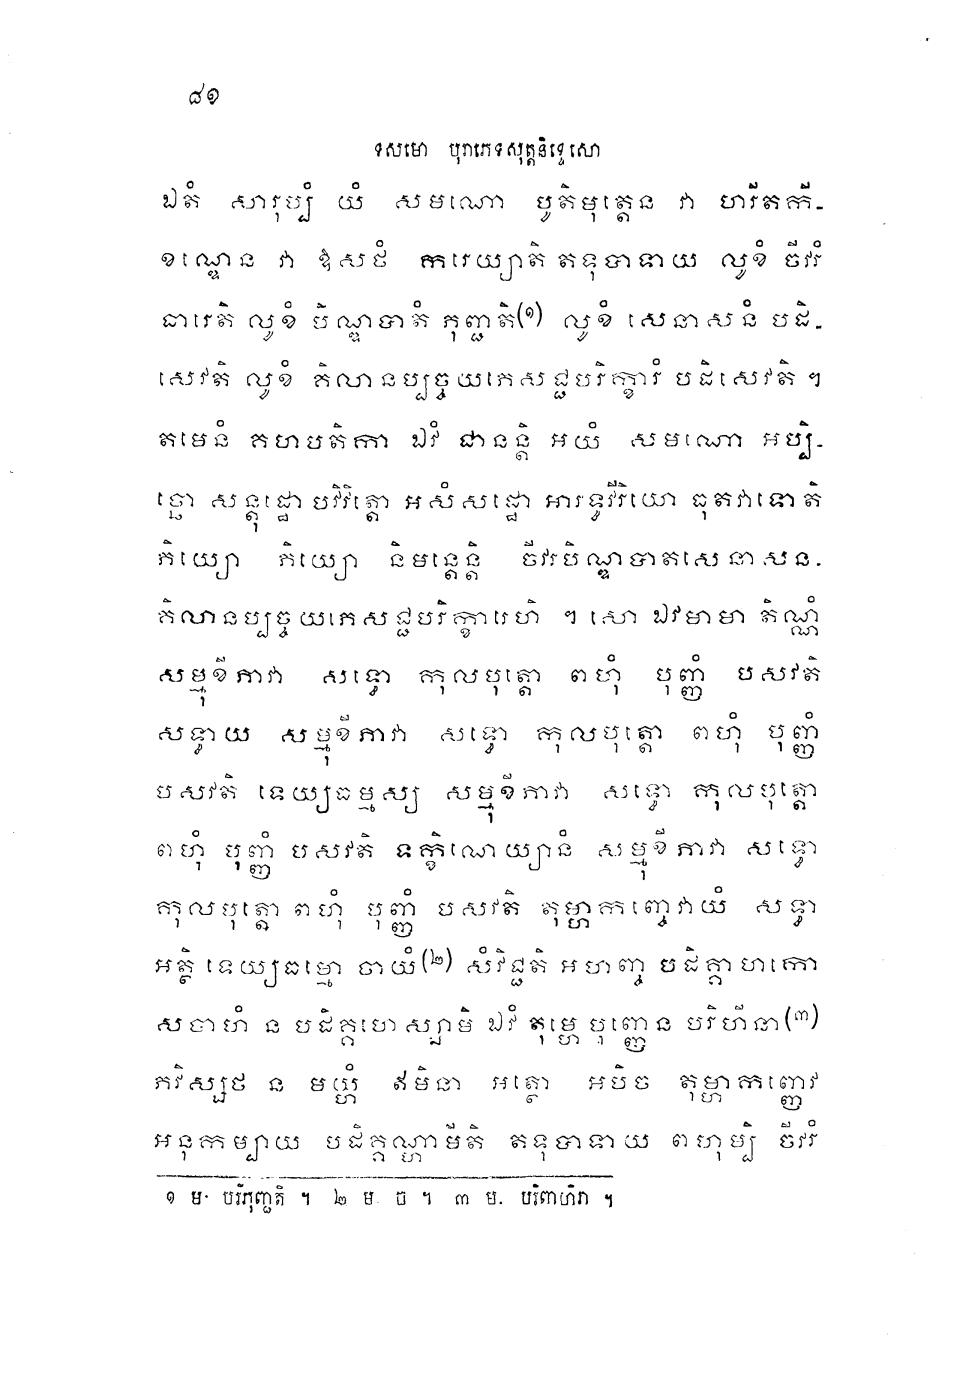 ៨១
ទសមោ បុរាភេទសុត្តនិទ្ទេសោ
ឯតំ សារុប្បំ យំ សមណោ បូតិមុត្តេន វា ហរីតកី-
ខណ្ឌេន វា ឱសថំ ករេយ្យាតិ តទុបាទាយ លូខំ ចីវរំ
ធារេតិ លូខំ បិណ្ឌបាតំ ភុញ្ជតិ(១) លូខំ សេនាសនំ បដិ-
សេវតិ លូខំ គិលានប្បច្ចយភេសជ្ជបរិក្ខារំ បដិសេវតិ ។
តមេនំ គហបតិកា ឯវំ ជានន្តិ អយំ សមណោ អប្បិ-
ច្ឆោ សន្តុដ្ឋោ បវិវិត្តោ អសំសដ្ឋោ អារទ្ធវីរិយោ ធុតវាទោតិ
ភិយ្យោ ភិយ្យោ និមន្តេន្តិ ចីវរបិណ្ឌបាតសេនាសន-
គិលានប្បច្ចយភេសជ្ជបរិក្ខារេហិ ។ សោ ឯវមាហ តិណ្ណំ
សម្មុខីភាវា សទ្ធោ កុលបុត្តោ ពហុំ បុញ្ញំ បសវតិ
សទ្ធាយ សម្មុខីភាវា សទ្ធោ កុលបុត្តោ ពហុំ បុញ្ញំ
បសវតិ ទេយ្យធម្មស្ស សម្មុខីភាវា សទ្ធោ កុលបុត្តោ
ពហុំ បុញ្ញំ បសវតិ ទក្ខិណេយ្យានំ សម្មុខីភាវា សទ្ធោ
កុលបុត្តោ ពហុំ បុញ្ញំ បសវតិ តុម្ហាកញ្ចេវាយំ សទ្ធា
អត្ថិ ទេយ្យធម្មោ ចាយំ(២) សំវិជ្ជតិ អហញ្ច បដិគ្គាហកោ
សចាហំ ន បដិគ្គហេស្សាមិ ឯវំ តុម្ហេ បុញ្ញេន បរិហីនា(៣)
ភវិស្សថ ន មយ្ហំ ឥមិនា អត្ថោ អបិច តុម្ហាកញ្ញេវ
អនុកម្បាយ បដិគ្គណ្ហាមីតិ តទុបាទាយ ពហុម្បិ ចីវរំ
១ ម. បរិភុញ្ជតិ ។ ២ ម. ច ។ ៣ ម. បរិពាហិរា ។